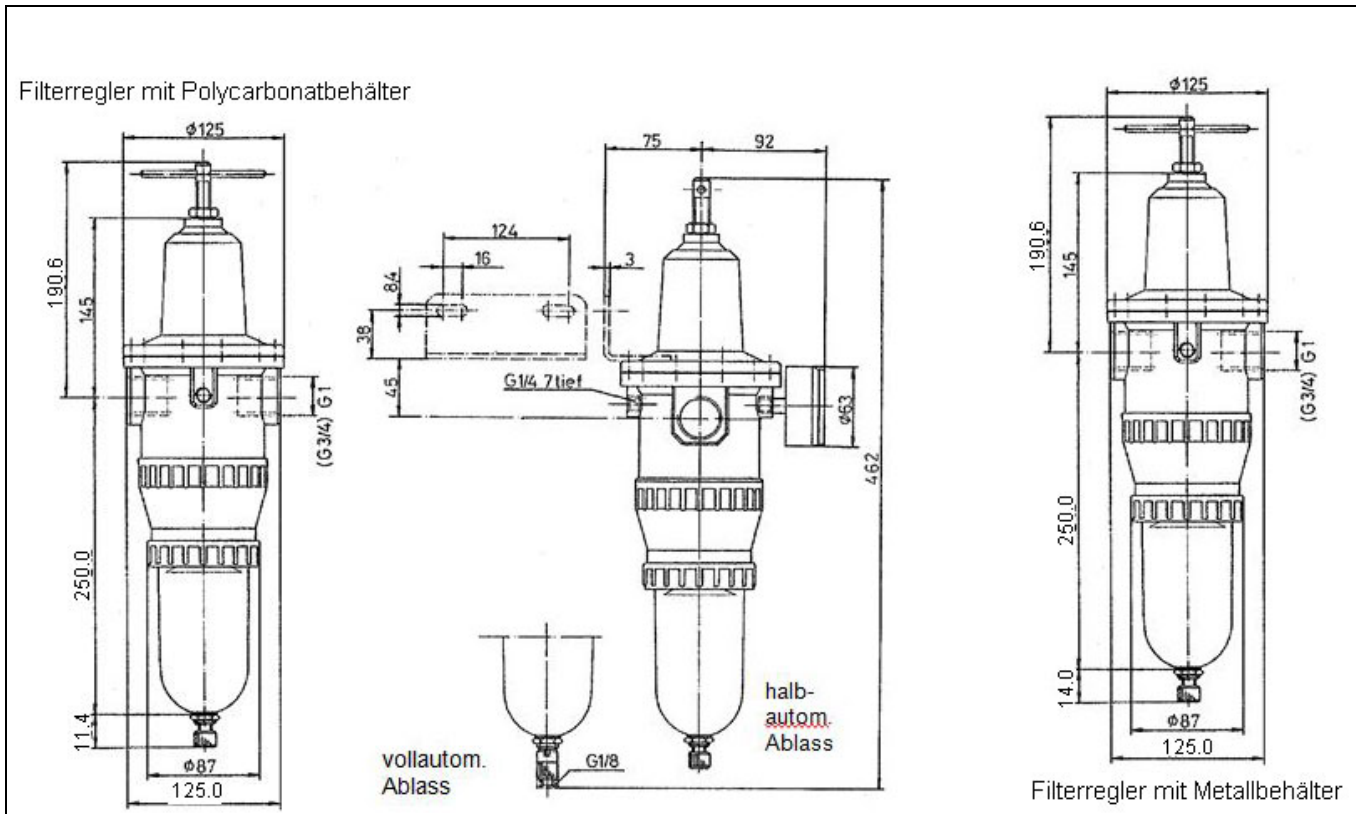 Filterregler mit Polycarbonatbehälter
ϕ125
190.6
145
(G3/4) G1
250.0
11.4
ϕ87
125.0
75
92
124
16
3
8,4
38
45
G1/4 7tief
ϕ63
462
vollautom.
Ablass
G1/8
halb-
autom.
Ablass
ϕ125
190.6
145
(G3/4) G1
250.0
14.0
ϕ87
125.0
Filterregler mit Metallbehälter